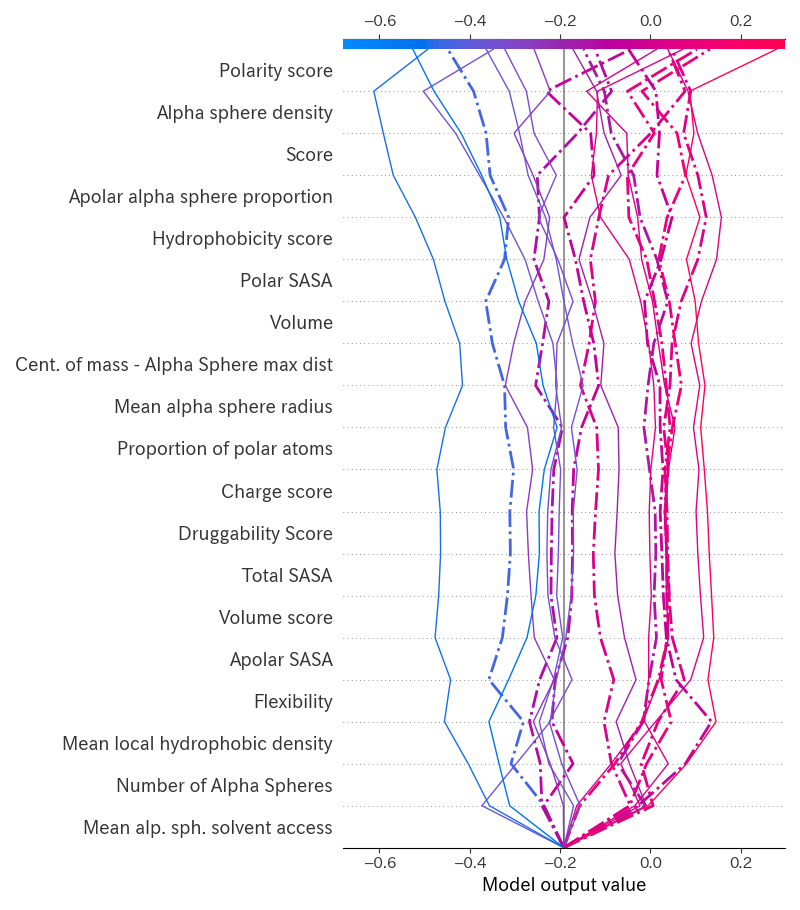 −0.6 −0.4 −0.2 0.0 0.2
Polarity score
Alpha sphere density
Score
Apolar alpha sphere proportion
Hydrophobicity score
Polar SASA
Volume
Cent. of mass - Alpha Sphere max dist
Mean alpha sphere radius
Proportion of polar atoms
Charge score
Druggability Score
Total SASA
Volume score
Apolar SASA
Flexibility
Mean local hydrophobic density
Number of Alpha Spheres
Mean alp. sph. solvent access
−0.6 −0.4 −0.2 0.0 0.2
Model output value